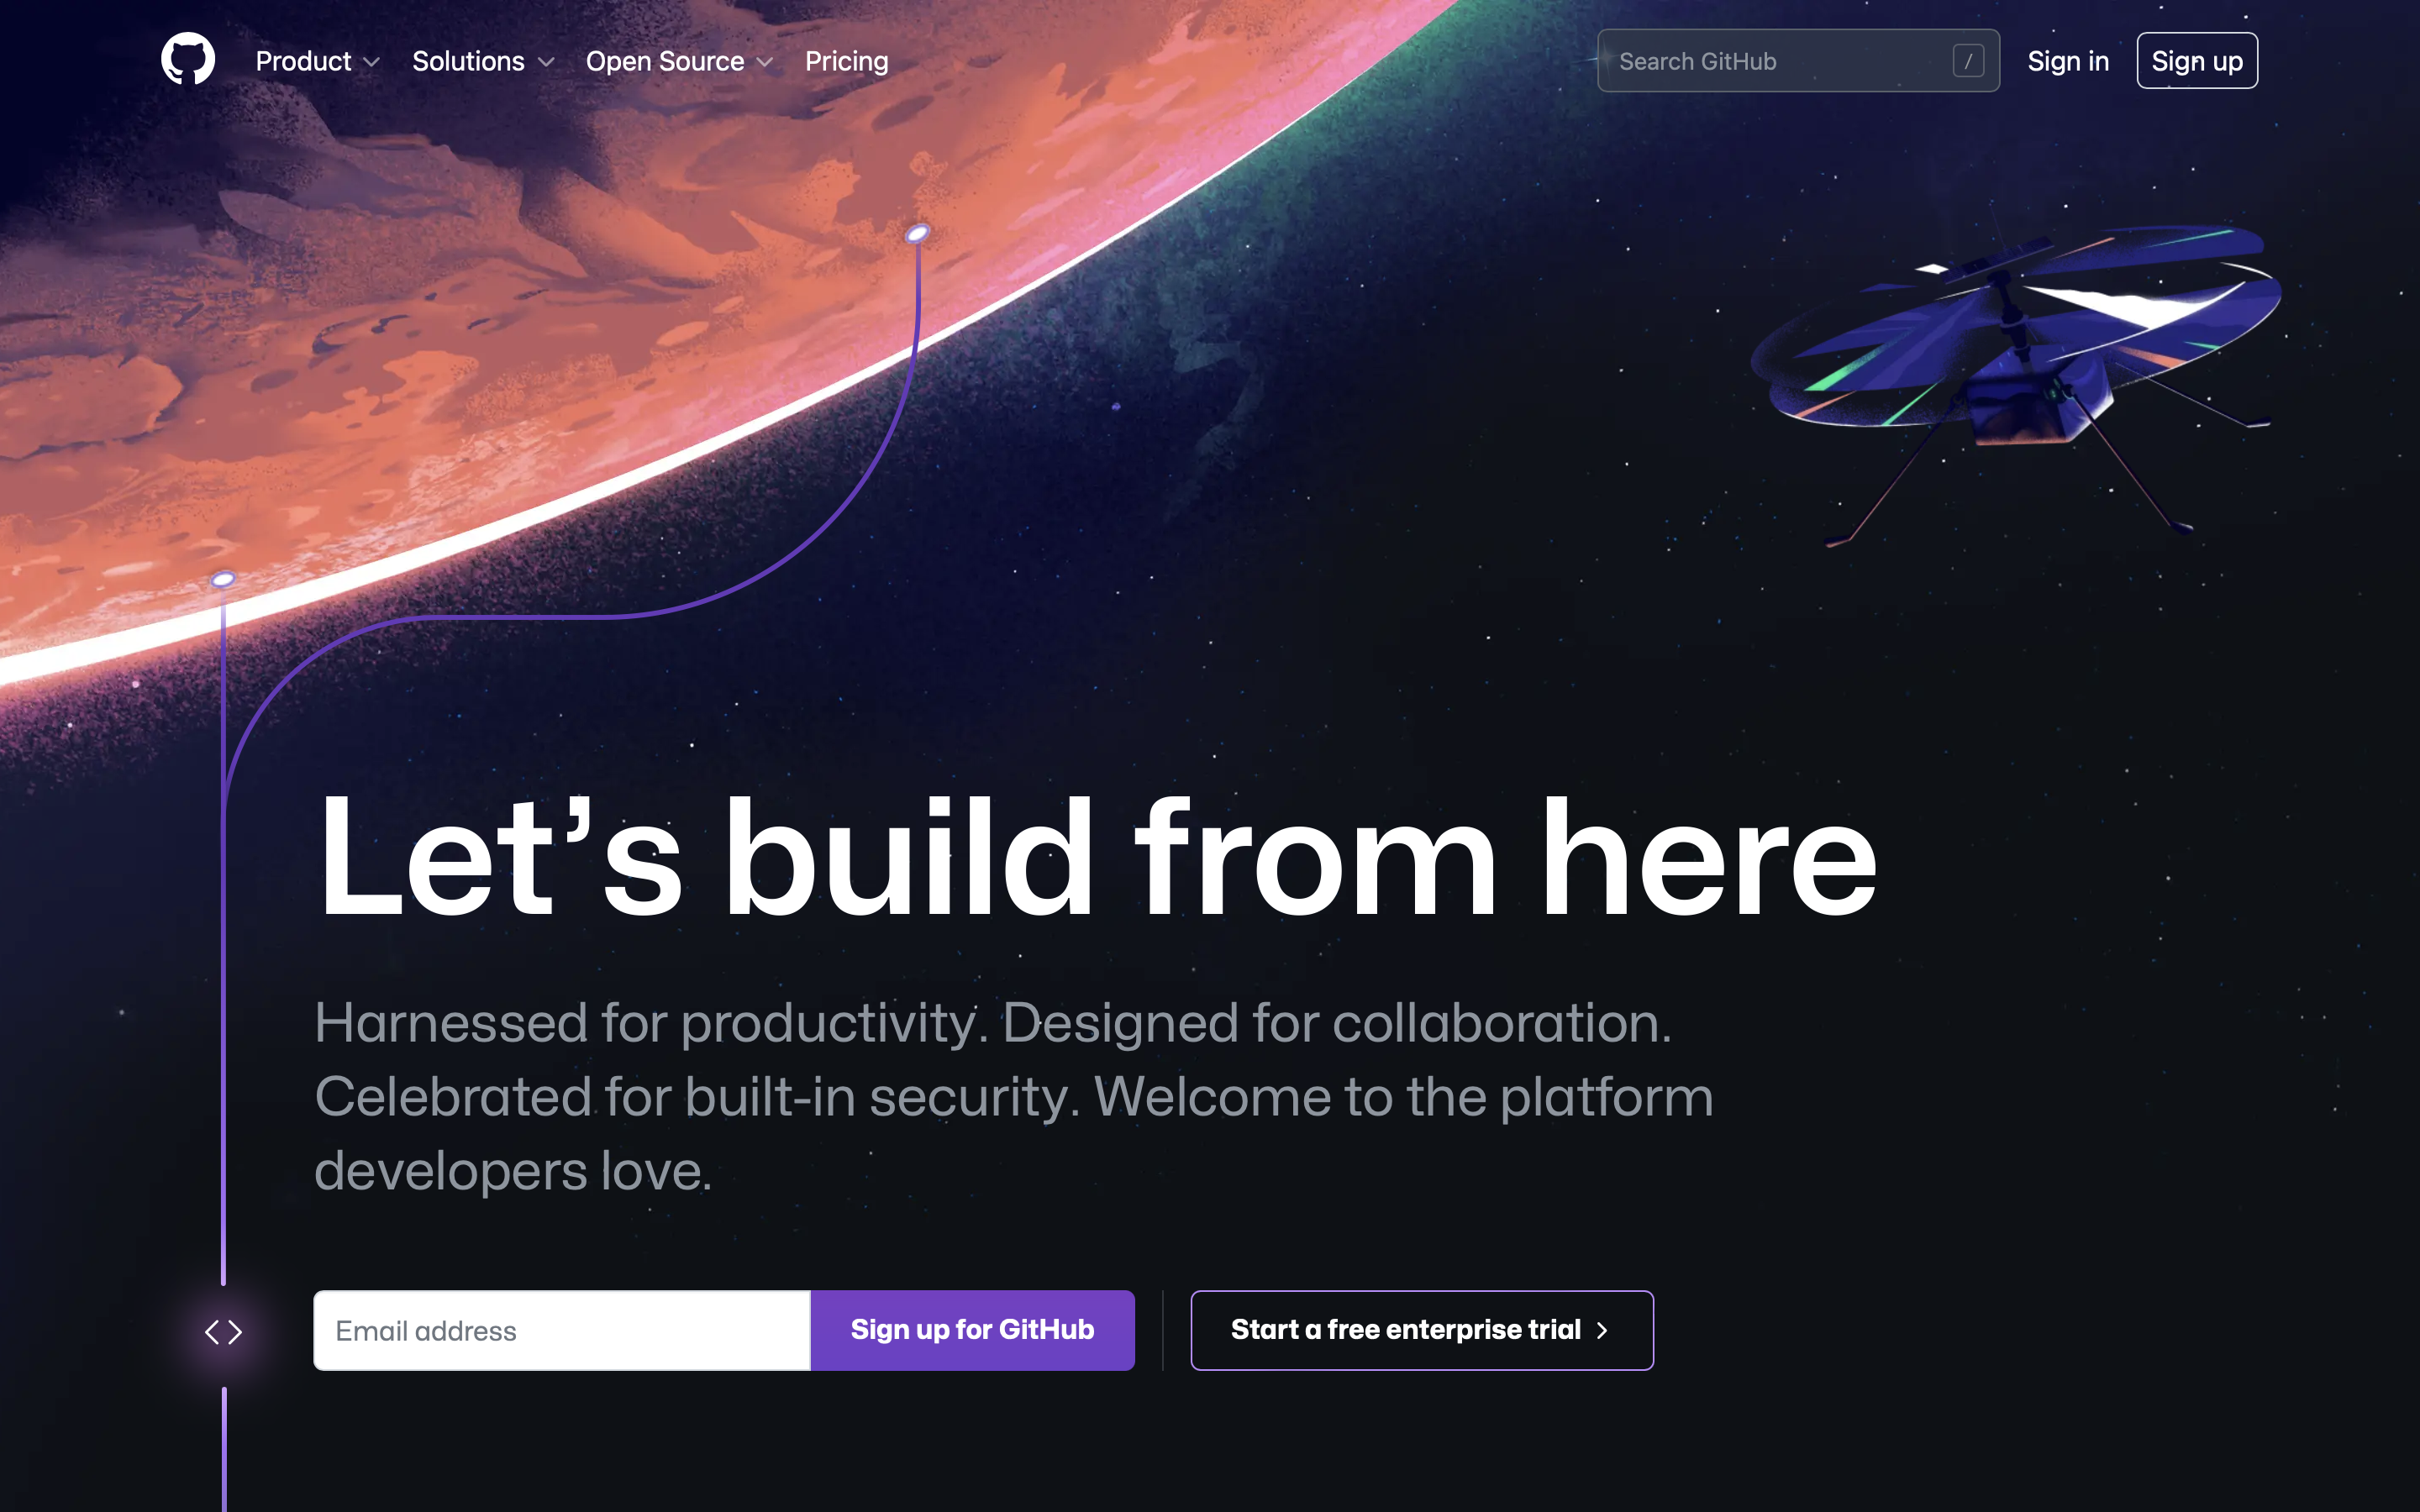 Product Solutions Open Source Pricing Search GitHub / Sign in Sign up
Let’s build from here
Harnessed for productivity. Designed for collaboration.
Celebrated for built-in security. Welcome to the platform
developers love.
Email address Sign up for GitHub Start a free enterprise trial